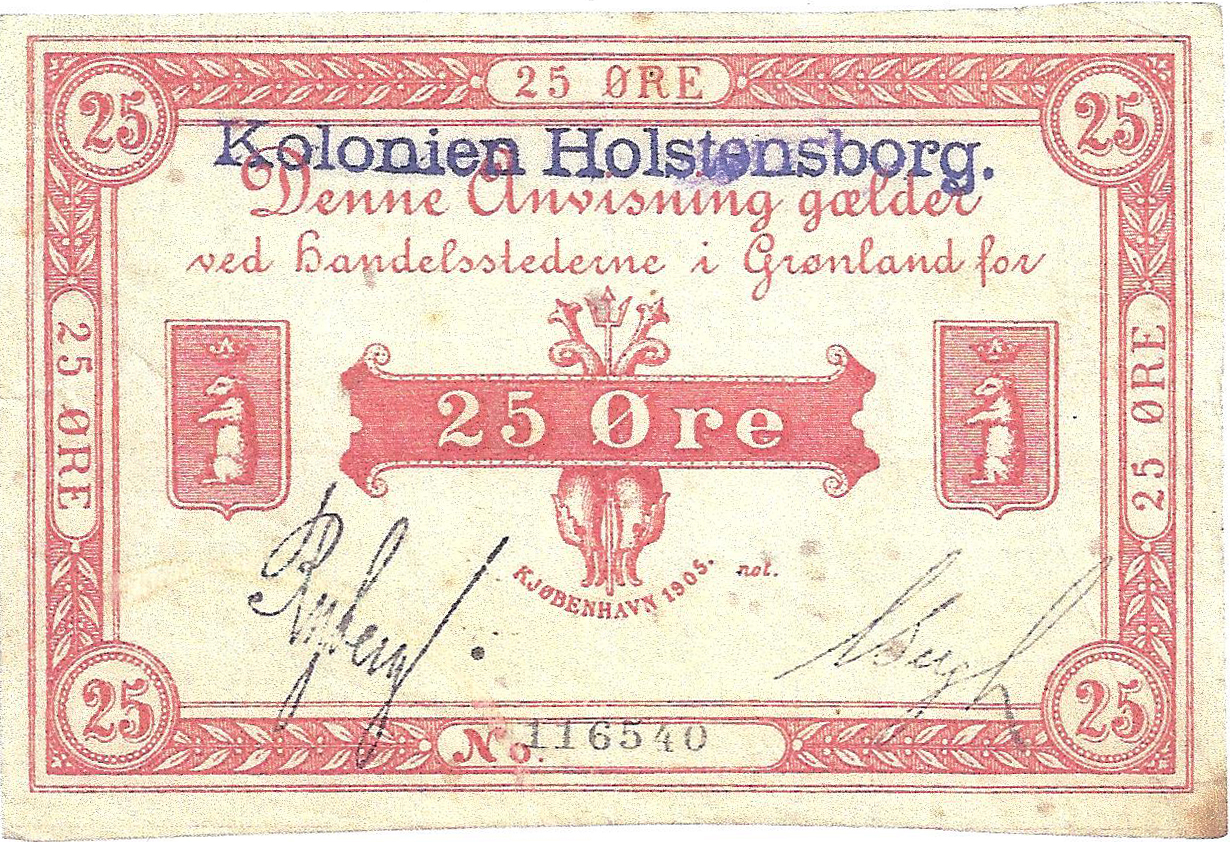 25 ØRE
25
25
Kolonien Holstensborg.
Denne Anvisning gælder
ved Handelsstederne i Grønland for
25 ØRE
25 Øre
25 ØRE
KJØBENHAVN 1905.
not.
25
No. 116540
25